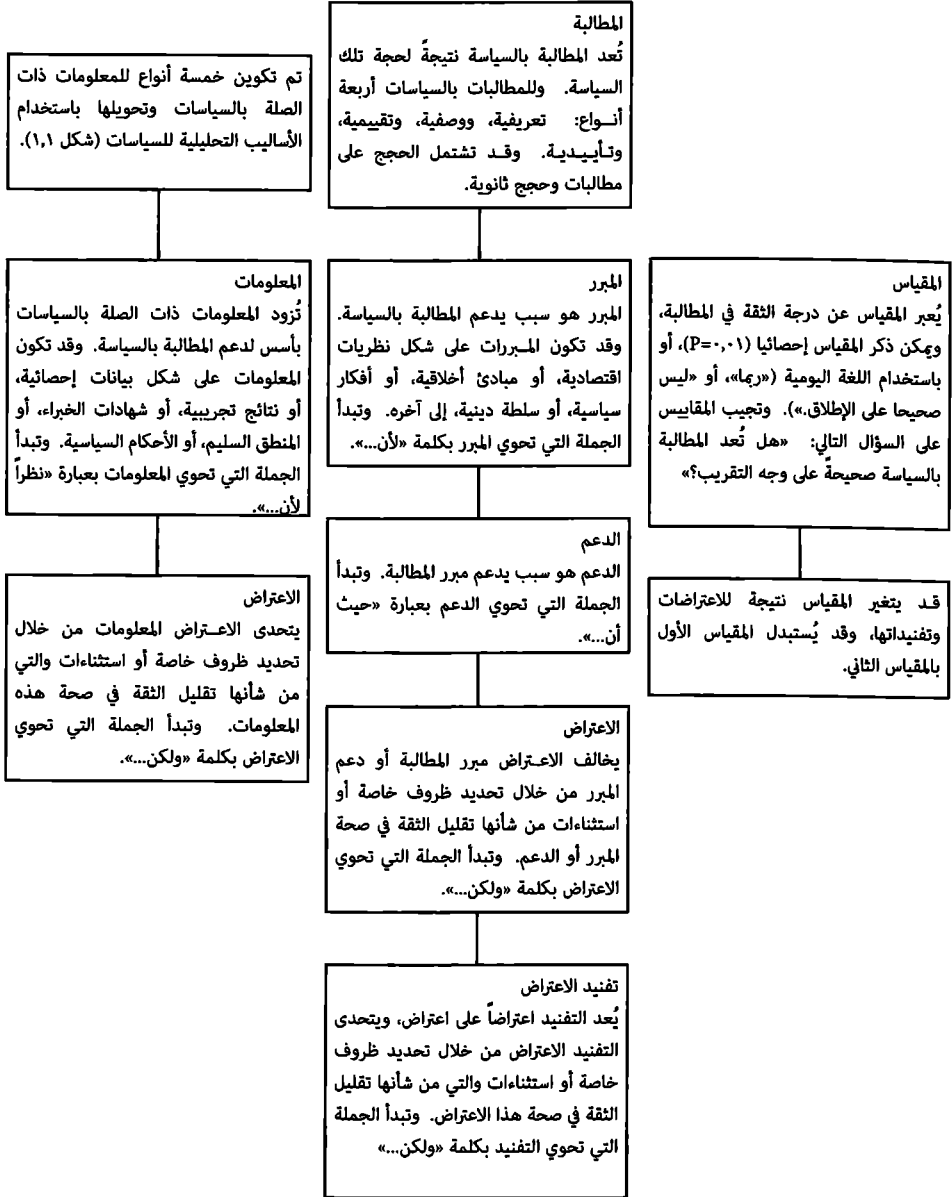 المطالبة
تُعد المطالبة بالسياسة نتيجةً لحجة تلك
السياسة. وللمطالبات بالسياسات أربعة
أنــواع: تعريفية، ووصفية، وتقييمية،
وتـأيـيـديـة. وقـد تشتمل الحجج على
مطالبات وحجج ثانوية.
تم تكوين خمسة أنواع للمعلومات ذات
الصلة بالسياسات وتحويلها باستخدام
الأساليب التحليلية للسياسات (شكل ١,١).
المقياس
يُعبر المقياس عن درجة الثقة في المطالبة،
ويمكن ذكر المقياس إحصائيا (P=٠,٠١)، أو
باستخدام اللغة اليومية («ربما»، أو «ليس
صحيحا على الإطلاق.»). وتجيب المقاييس
على السؤال التالي: «هل تُعد المطالبة
بالسياسة صحيحةً على وجه التقريب؟»
المبرر
المبرر هو سبب يدعم المطالبة بالسياسة.
وقد تكون المـبررات على شكل نظريات
اقتصادية، أو مبادئ أخلاقية، أو أفكار
سياسية، أو سلطة دينية، إلى آخره. وتبدأ
الجملة التي تحوي المبرر بكلمة «لأن...».
المعلومات
تُزود المعلومات ذات الصلة بالسياسات
بأسس لدعم المطالبة بالسياسة. وقد تكون
المعلومات على شكل بيانات إحصائية،
أو نتائج تجريبية، أو شهادات الخبراء، أو
المنطق السليم، أو الأحكام السياسية. وتبدأ
الجملة التي تحوي المعلومات بعبارة «نظراً
لأن...».
قـد يتغير المقياس نتيجة للاعتراضات
وتفنيداتها، وقد يُستبدل المقياس الأول
بالمقياس الثاني.
الدعم
الدعم هو سبب يدعم مبرر المطالبة. وتبدأ
الجملة التي تحوي الدعم بعبارة «حيث
أن...».
الاعتراض
يتحدى الاعــتراض المعلومات من خلال
تحديد ظروف خاصة أو استثناءات والتي
من شأنها تقليل الثقة في صحة هذه
المعلومات. وتبدأ الجملة التي تحوي
الاعتراض بكلمة «ولكن...».
الاعتراض
يخالف الاعــتراض مبرر المطالبة أو دعم
المبرر من خلال تحديد ظروف خاصة أو
استثناءات من شأنها تقليل الثقة في صحة
المبرر أو الدعم. وتبدأ الجملة التي تحوي
الاعتراض بكلمة «ولكن...».
تفنيد الاعتراض
يُعد التفنيد اعتراضاً على اعتراض، ويتحدى
التفنيد الاعتراض من خلال تحديد ظروف
خاصة أو استثناءات والتي من شأنها تقليل
الثقة في صحة هذا الاعتراض. وتبدأ الجملة
التي تحوي التفنيد بكلمة «ولكن...»